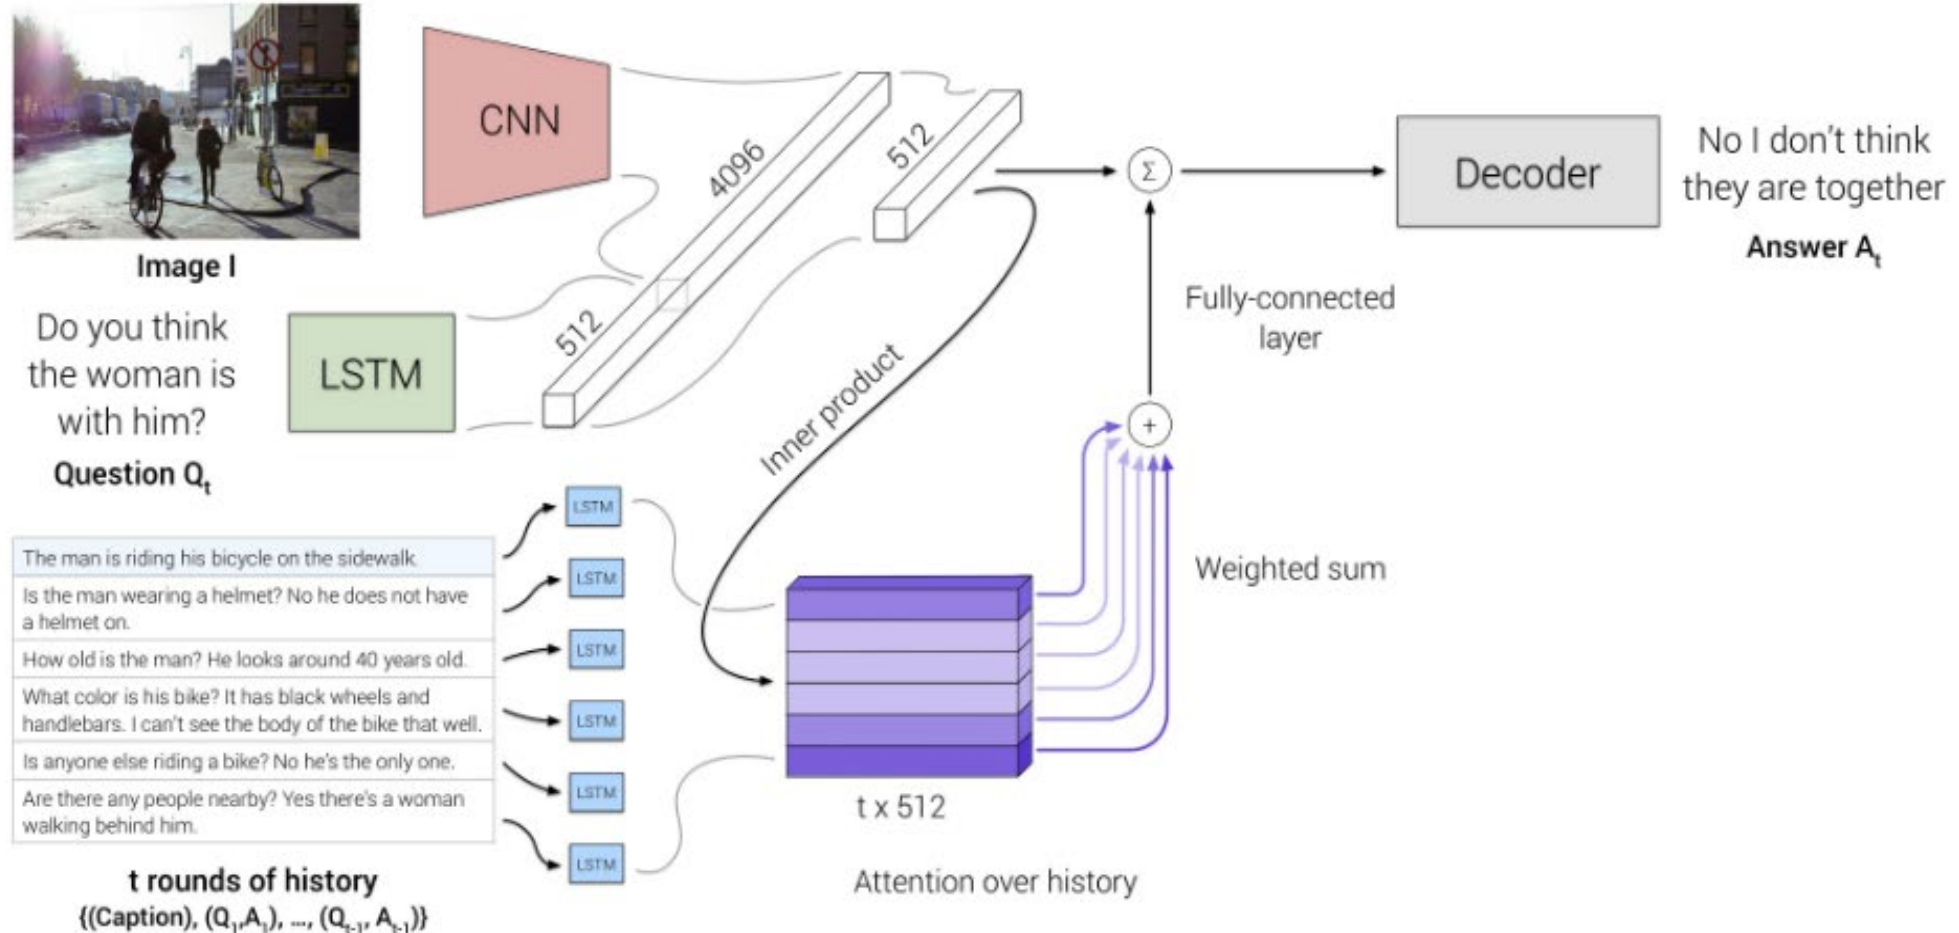 CNN
4096
512
512
Σ
Decoder
No I don't think
they are together
Answer Aₜ
Image I
Do you think
the woman is
with him?
Question Qₜ
LSTM
Inner product
Fully-connected
layer
+
Weighted sum
The man is riding his bicycle on the sidewalk.
Is the man wearing a helmet? No he does not have
a helmet on.
How old is the man? He looks around 40 years old.
What color is his bike? It has black wheels and
handlebars. I can't see the body of the bike that well.
Is anyone else riding a bike? No he's the only one.
Are there any people nearby? Yes there's a woman
walking behind him.
LSTM
LSTM
LSTM
LSTM
LSTM
LSTM
t x 512
Attention over history
t rounds of history
{(Caption), (Q₁,A₁), ..., (Qₜ₋₁, Aₜ₋₁)}